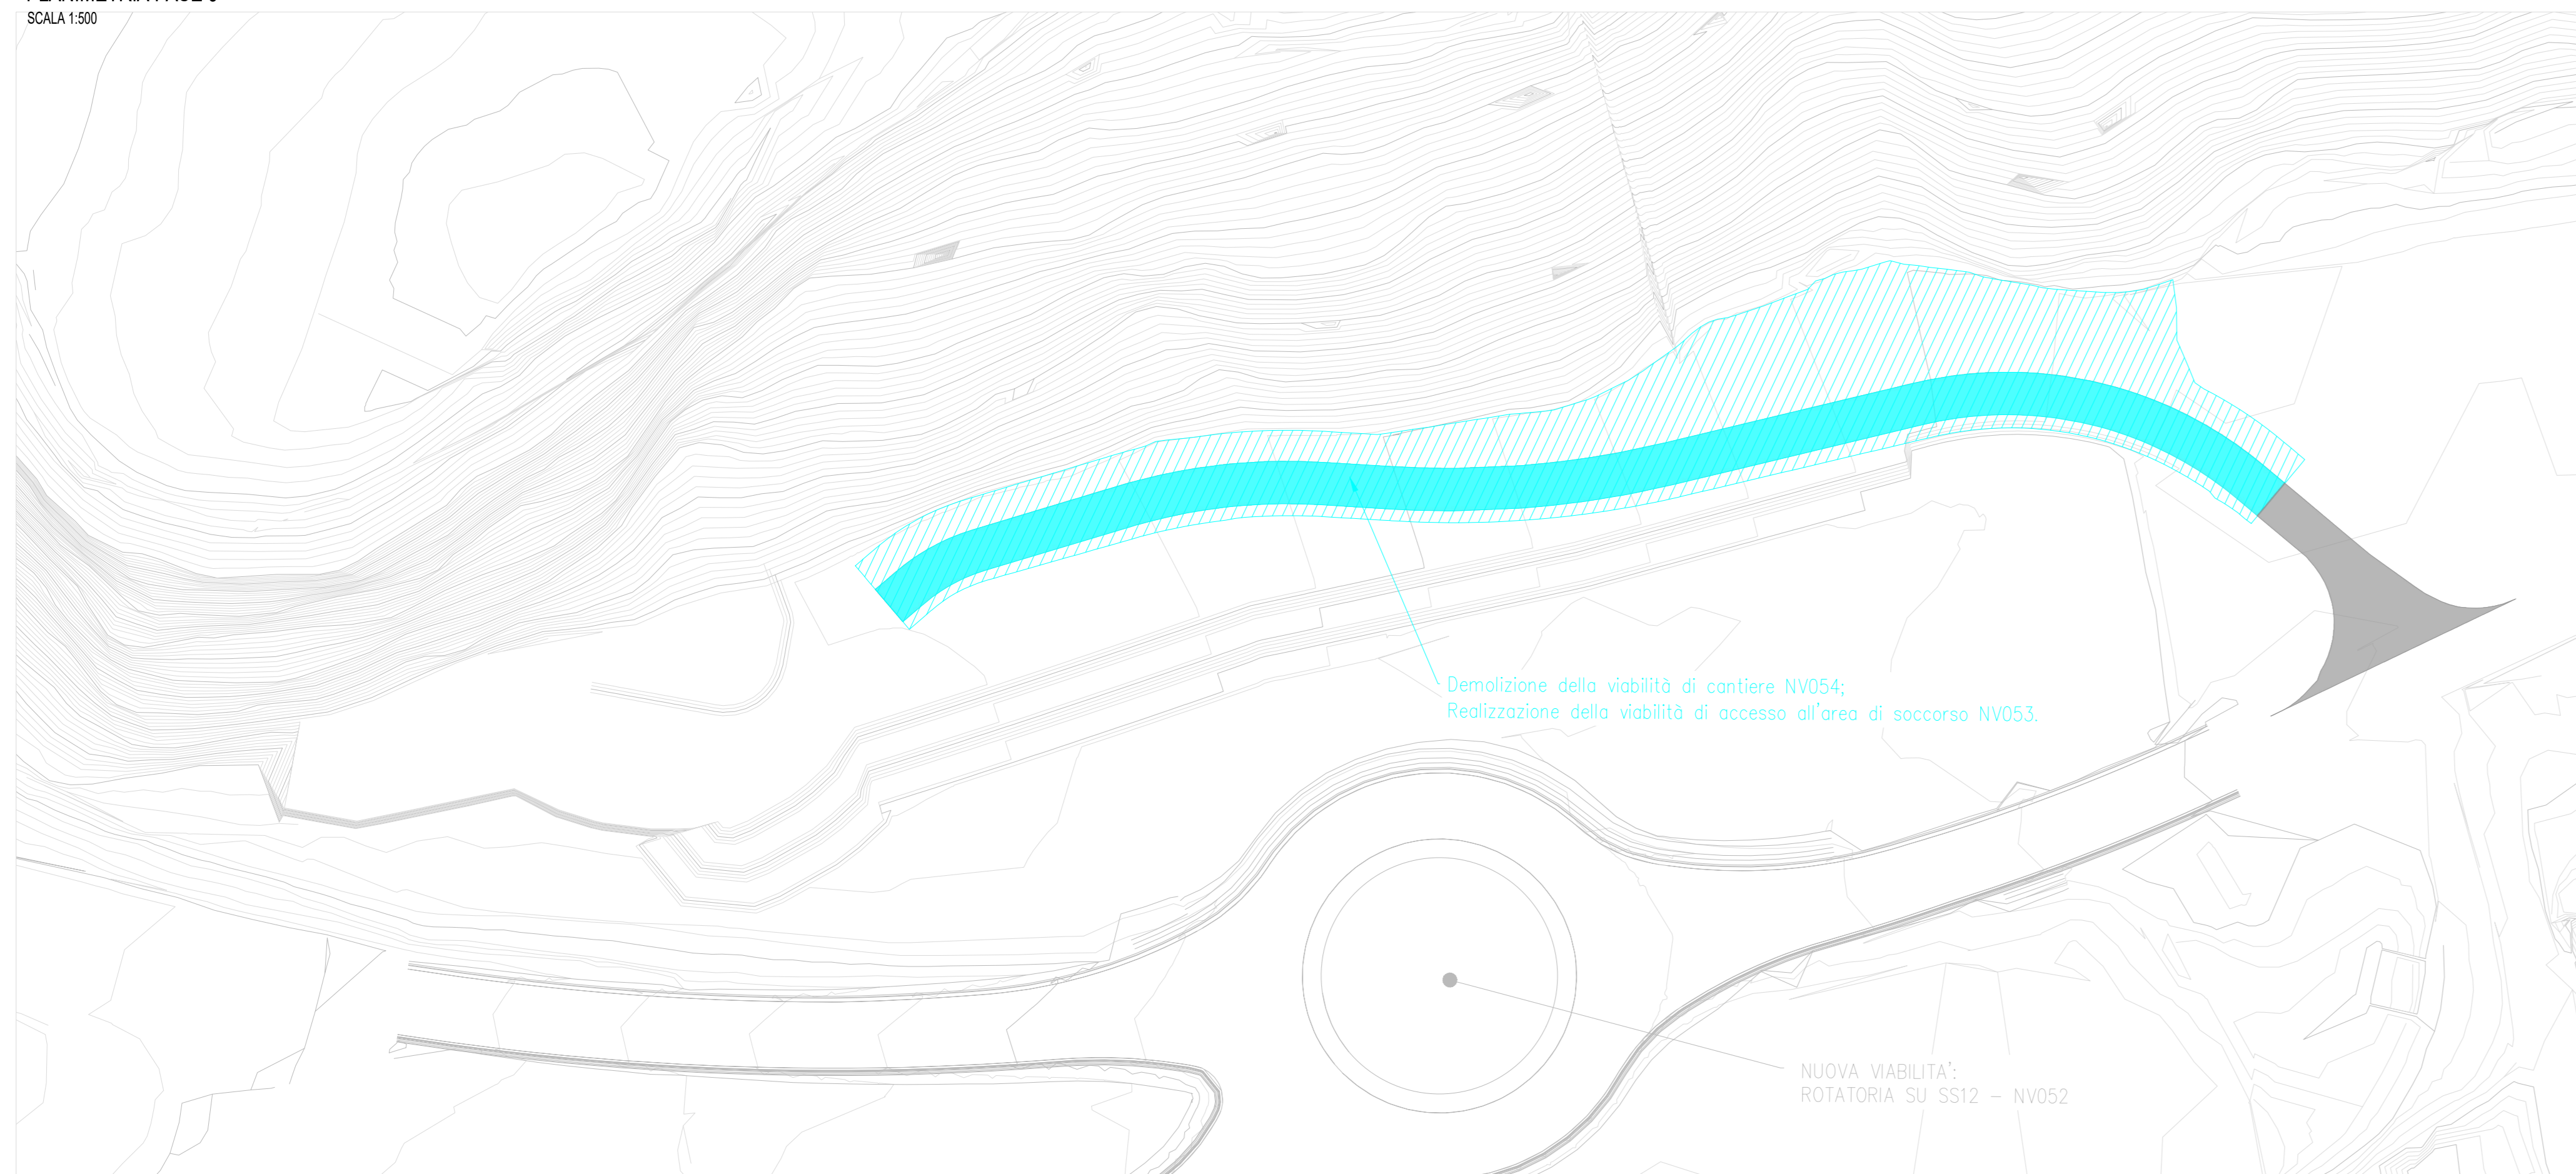 SCALA 1:500
Demolizione della viabilità di cantiere NV054;
Realizzazione della viabilità di accesso all'area di soccorso NV053.
NUOVA VIABILITA':
ROTATORIA SU SS12 – NV052